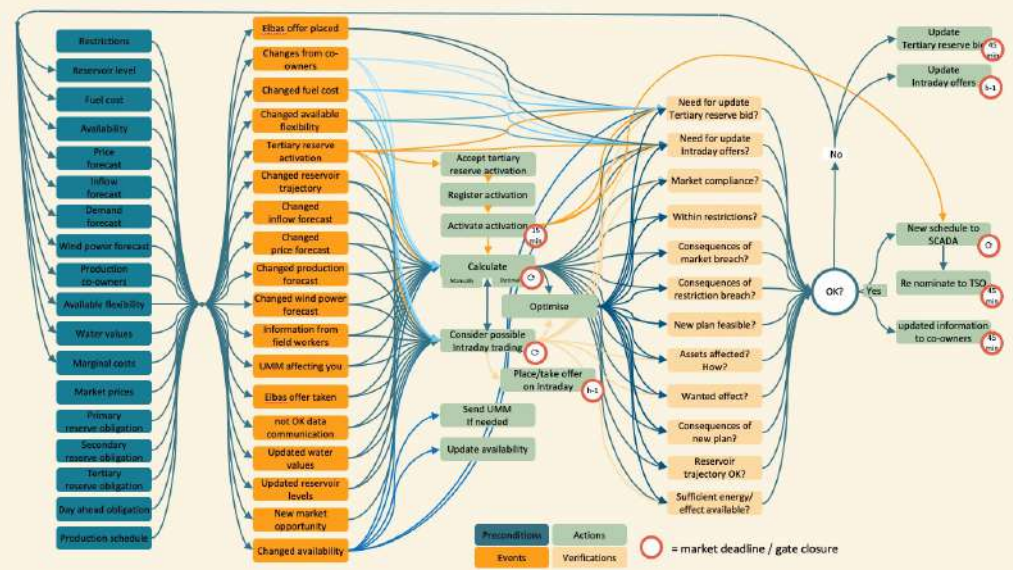 Restrictions
Reservoir level
Fuel cost
Availability
Price
forecast
Inflow
forecast
Demand
forecast
Wind power forecast
Production
co-owners
Available flexibility
Water values
Marginal costs
Market prices
Primary
reserve obligation
Secondary
reserve obligation
Tertiary
reserve obligation
Day ahead obligation
Production schedule
Elbas offer placed
Changes from co-
owners
Changed fuel cost
Changed available
flexibility
Tertiary reserve
activation
Changed reservoir
trajectory
Changed
inflow forecast
Changed
price forecast
Changed production
forecast
Changed wind power
forecast
Information from
field workers
UMM affecting you
Elbas offer taken
not OK data
communication
Updated water
values
Updated reservoir
levels
New market
opportunity
Changed availability
Accept tertiary
reserve activation
Register activation
Activate activation
15
min
Calculate
Manually
Optimise
Consider possible
Intraday trading
Place/take offer
on Intraday
h-1
Send UMM
If needed
Update availability
Need for update
Tertiary reserve bid?
Need for update
Intraday offers?
Market compliance?
Within restrictions?
Consequences of
market breach?
Consequences of
restriction breach?
New plan feasible?
Assets affected?
How?
Wanted effect?
Consequences of
new plan?
Reservoir
trajectory OK?
Sufficient energy/
effect available?
OK?
No
Yes
Update
Tertiary reserve bid
45
min
Update
Intraday offers
h-1
New schedule to
SCADA
Re nominate to TSO
45
min
updated information
to co-owners
45
min
Preconditions
Actions
Events
Verifications
= market deadline / gate closure